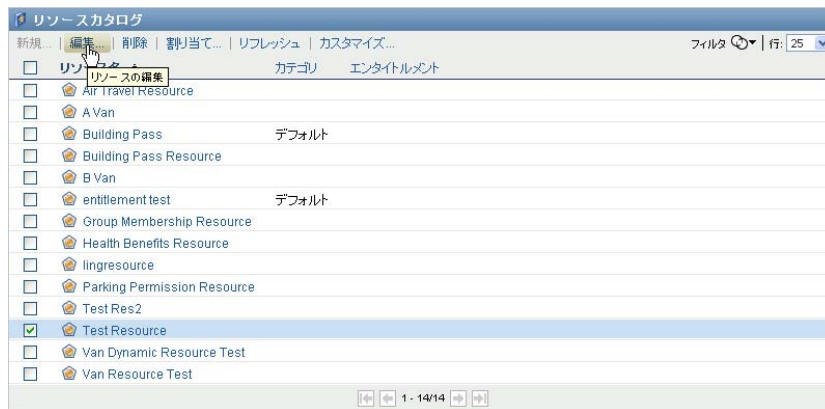 リソースカタログ
新規... | 編集... | 削除 | 割り当て... | リフレッシュ | カスタマイズ... フィルタ | 行: 25
カテゴリ エンタイトルメント
リソースの編集
Air Travel Resource
A Van
Building Pass デフォルト
Building Pass Resource
B Van
entitlement test デフォルト
Group Membership Resource
Health Benefits Resource
lingresource
Parking Permission Resource
Test Res2
Test Resource
Van Dynamic Resource Test
Van Resource Test
1 - 14/14